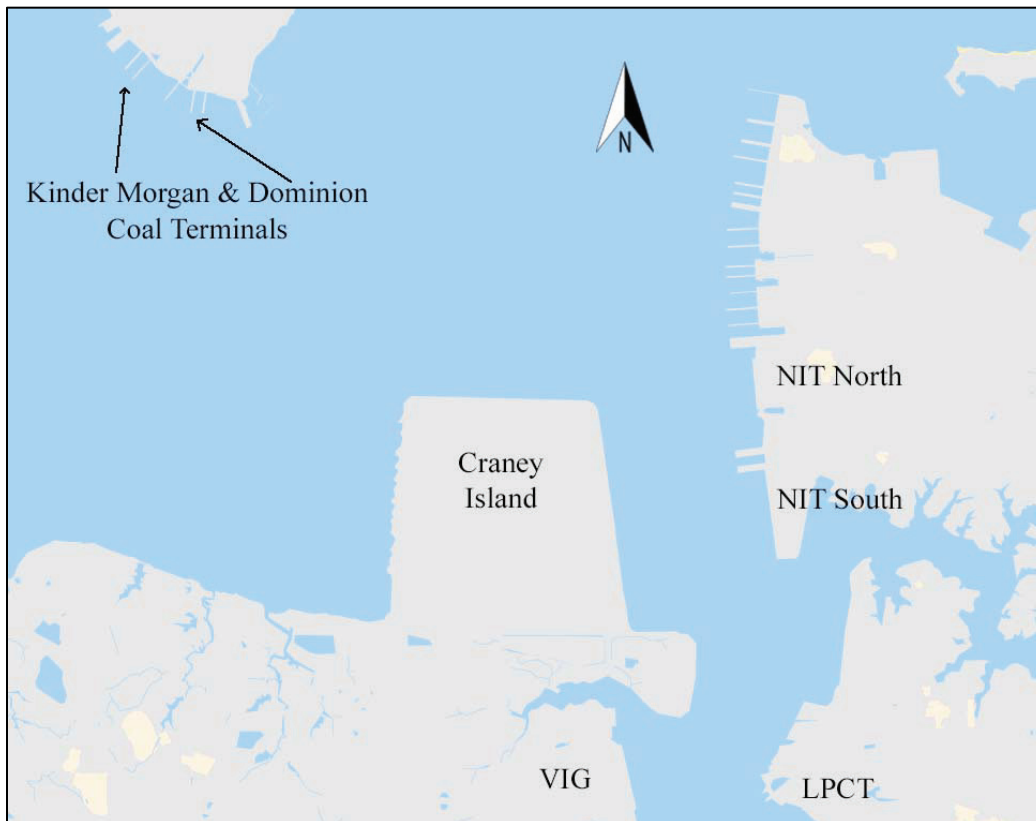 N
Kinder Morgan & Dominion
Coal Terminals
NIT North
Craney
Island
NIT South
VIG
LPCT